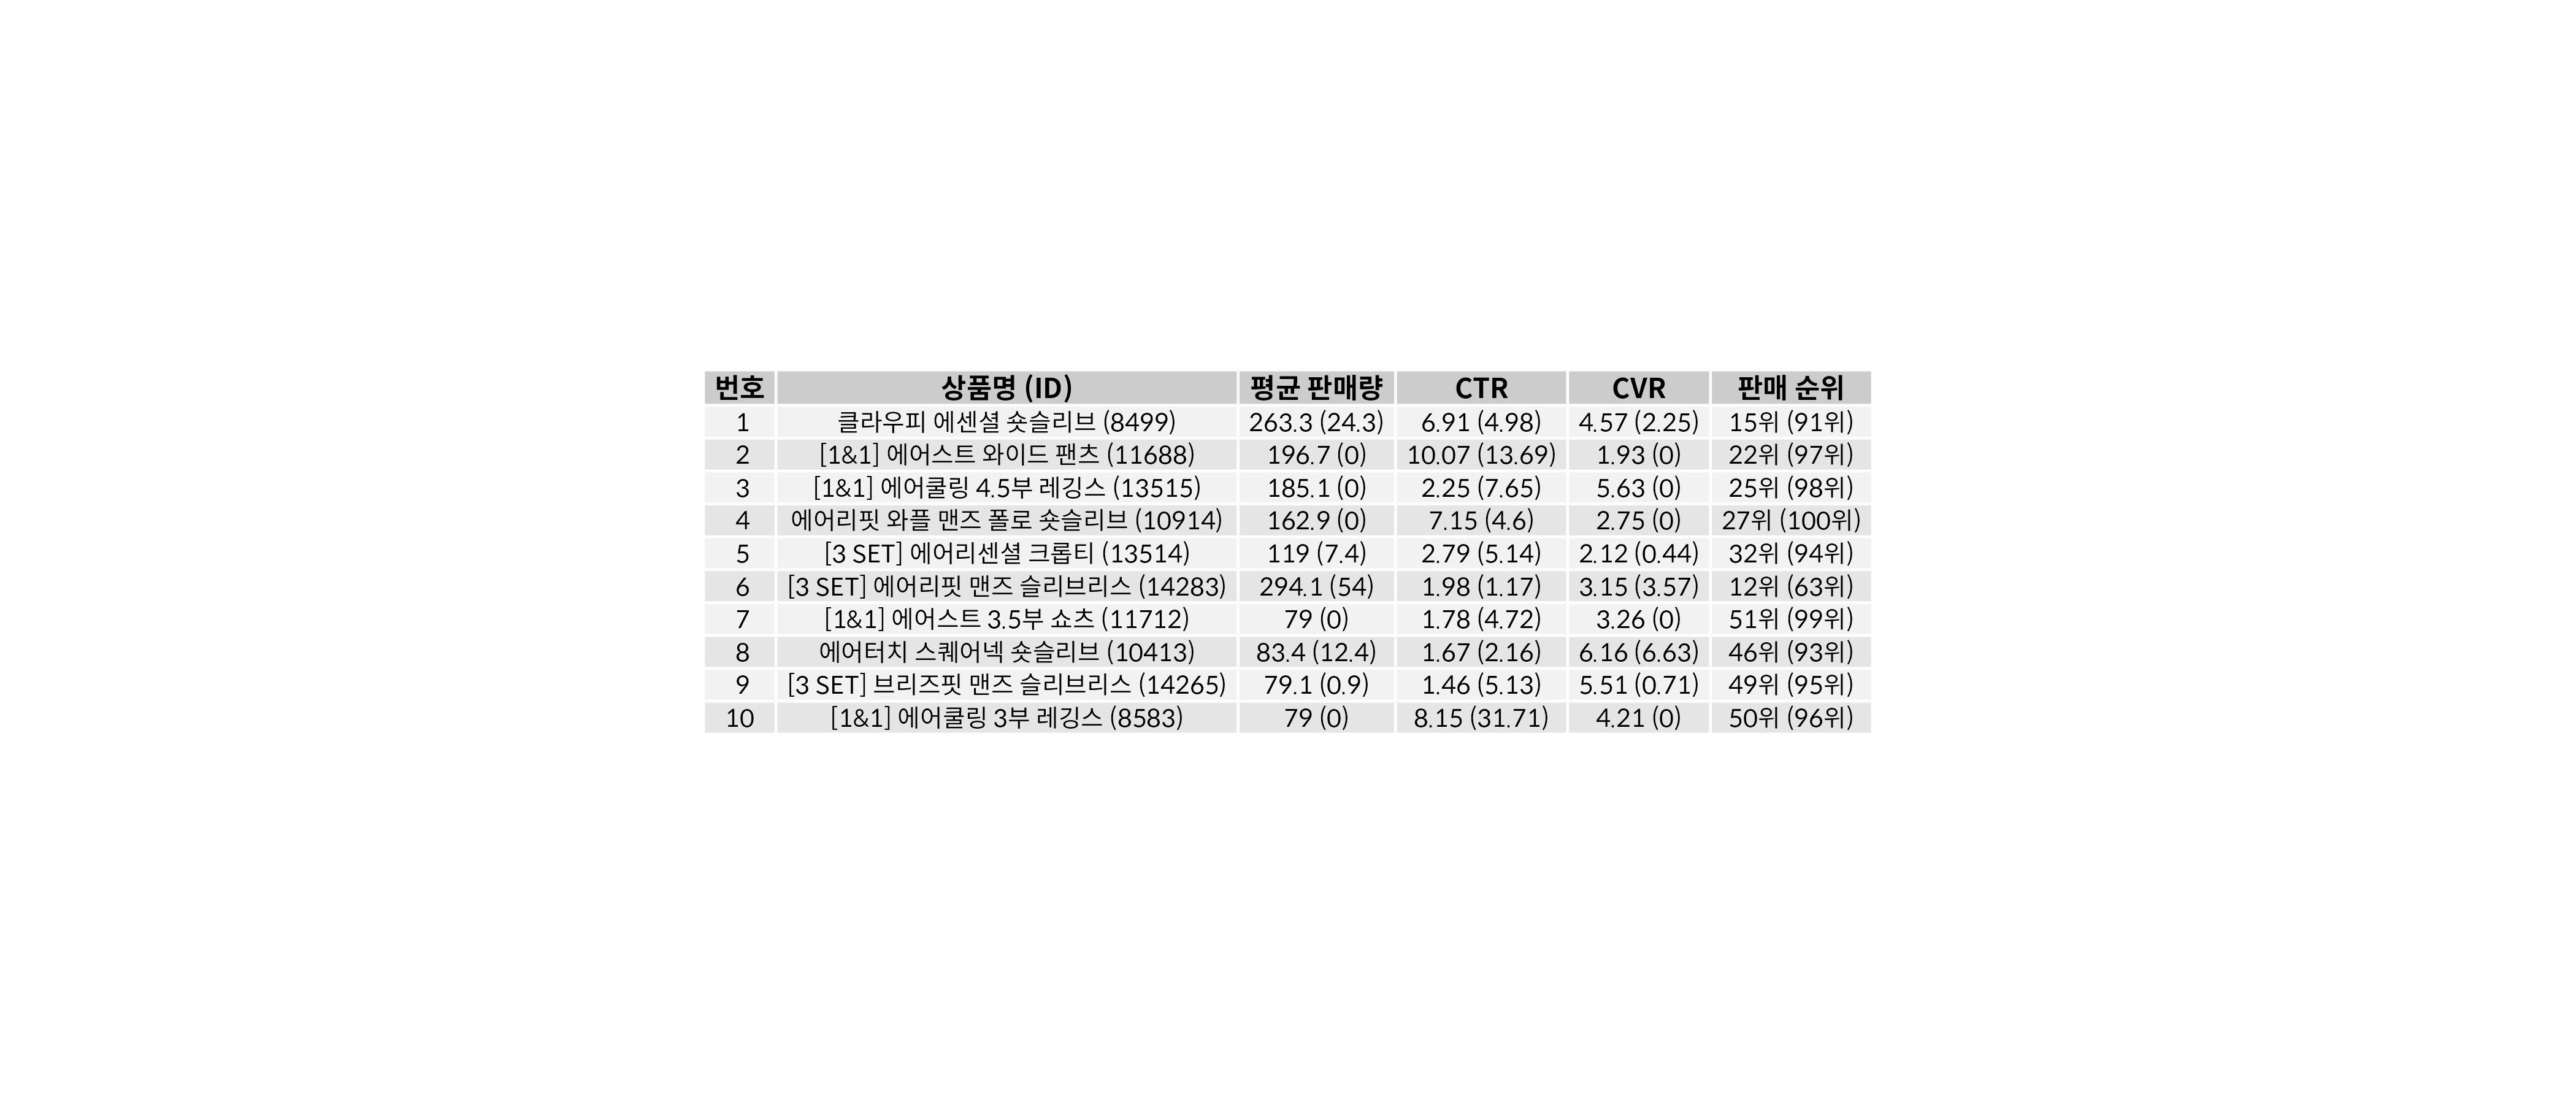 번호 상품명 (ID) 평균 판매량 CTR CVR 판매 순위
1 클라우피 에센셜 숏슬리브 (8499) 263.3 (24.3) 6.91 (4.98) 4.57 (2.25) 15위 (91위)
2 [1&1] 에어스트 와이드 팬츠 (11688) 196.7 (0) 10.07 (13.69) 1.93 (0) 22위 (97위)
3 [1&1] 에어쿨링 4.5부 레깅스 (13515) 185.1 (0) 2.25 (7.65) 5.63 (0) 25위 (98위)
4 에어리핏 와플 맨즈 폴로 숏슬리브 (10914) 162.9 (0) 7.15 (4.6) 2.75 (0) 27위 (100위)
5 [3 SET] 에어리센셜 크롭티 (13514) 119 (7.4) 2.79 (5.14) 2.12 (0.44) 32위 (94위)
6 [3 SET] 에어리핏 맨즈 슬리브리스 (14283) 294.1 (54) 1.98 (1.17) 3.15 (3.57) 12위 (63위)
7 [1&1] 에어스트 3.5부 쇼츠 (11712) 79 (0) 1.78 (4.72) 3.26 (0) 51위 (99위)
8 에어터치 스퀘어넥 숏슬리브 (10413) 83.4 (12.4) 1.67 (2.16) 6.16 (6.63) 46위 (93위)
9 [3 SET] 브리즈핏 맨즈 슬리브리스 (14265) 79.1 (0.9) 1.46 (5.13) 5.51 (0.71) 49위 (95위)
10 [1&1] 에어쿨링 3부 레깅스 (8583) 79 (0) 8.15 (31.71) 4.21 (0) 50위 (96위)